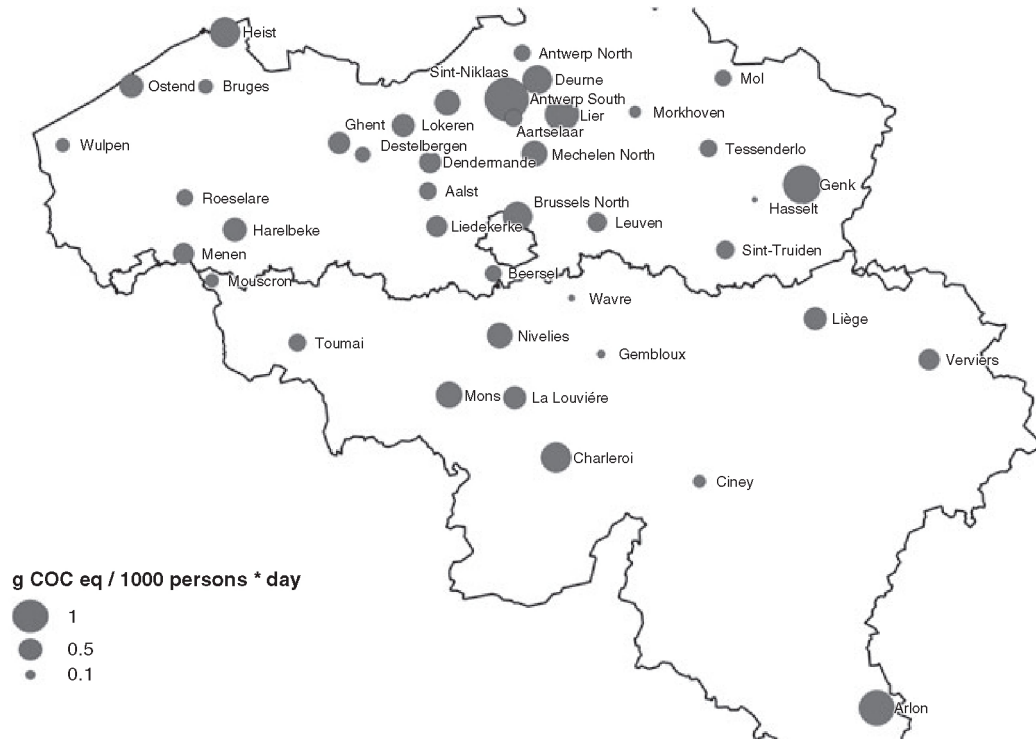 Heist
Antwerp North
Sint-Niklaas
Deurne
Mol
Ostend
Bruges
Antwerp South
Lier
Morkhoven
Ghent
Lokeren
Aartselaar
Wulpen
Destelbergen
Tessenderlo
Dendermande
Mechelen North
Genk
Aalst
Roeselare
Brussels North
Hasselt
Harelbeke
Liedekerke
Leuven
Menen
Sint-Truiden
Mouscron
Beersel
Wavre
Liège
Toumai
Nivelies
Gembloux
Verviers
Mons
La Louviére
Charleroi
Ciney
g COC eq / 1000 persons * day
1
0.5
0.1
Arlon